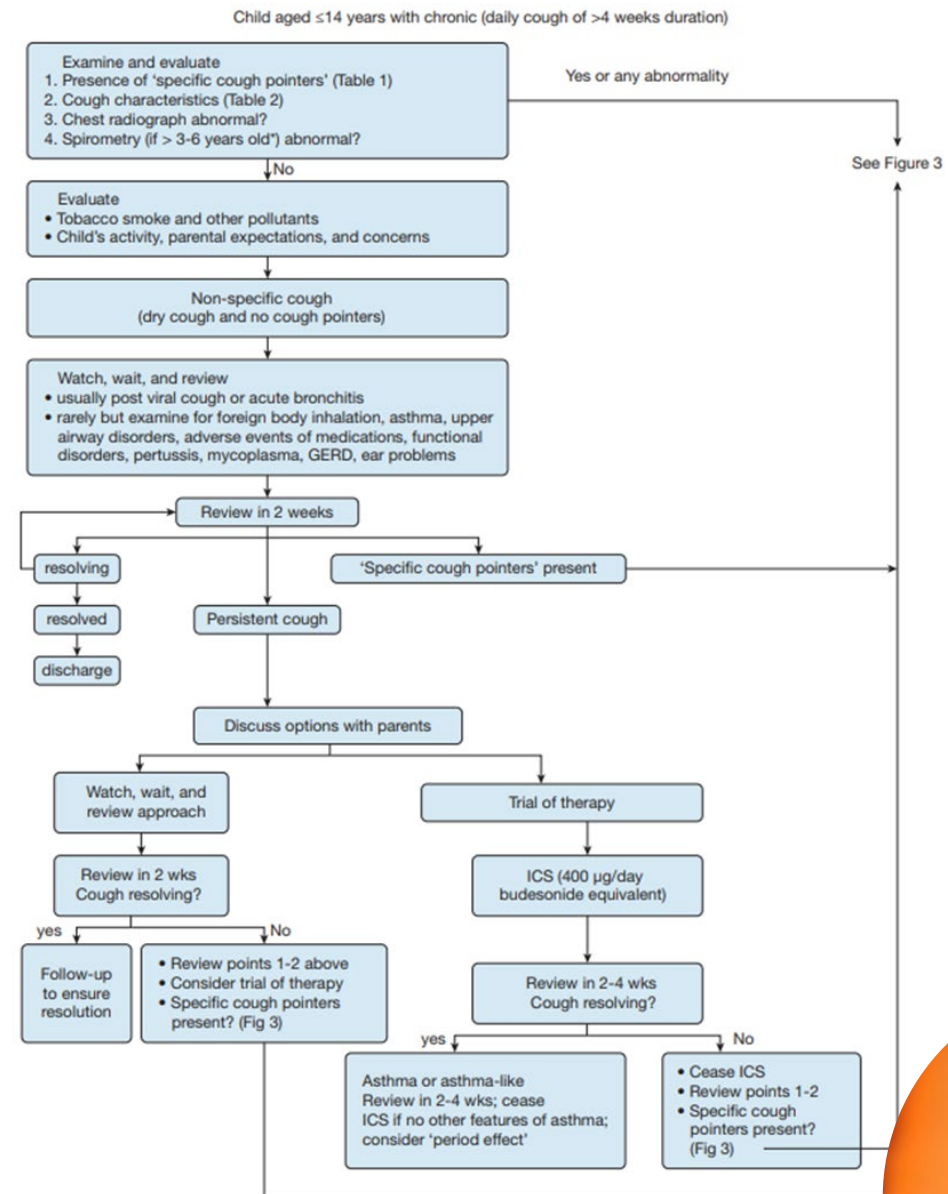 Child aged ≤14 years with chronic (daily cough of >4 weeks duration)
Examine and evaluate
1. Presence of ‘specific cough pointers’ (Table 1)
2. Cough characteristics (Table 2)
3. Chest radiograph abnormal?
4. Spirometry (if > 3-6 years old*) abnormal?
Yes or any abnormality
See Figure 3
No
Evaluate
• Tobacco smoke and other pollutants
• Child’s activity, parental expectations, and concerns
Non-specific cough
(dry cough and no cough pointers)
Watch, wait, and review
• usually post viral cough or acute bronchitis
• rarely but examine for foreign body inhalation, asthma, upper
airway disorders, adverse events of medications, functional
disorders, pertussis, mycoplasma, GERD, ear problems
Review in 2 weeks
resolving
‘Specific cough pointers’ present
resolved
Persistent cough
discharge
Discuss options with parents
Watch, wait, and
review approach
Trial of therapy
Review in 2 wks
Cough resolving?
ICS (400 µg/day
budesonide equivalent)
yes
No
Follow-up
to ensure
resolution
• Review points 1-2 above
• Consider trial of therapy
• Specific cough pointers
present? (Fig 3)
Review in 2-4 wks
Cough resolving?
yes
No
Asthma or asthma-like
Review in 2-4 wks; cease
ICS if no other features of asthma;
consider ‘period effect’
• Cease ICS
• Review points 1-2
• Specific cough
pointers present?
(Fig 3)